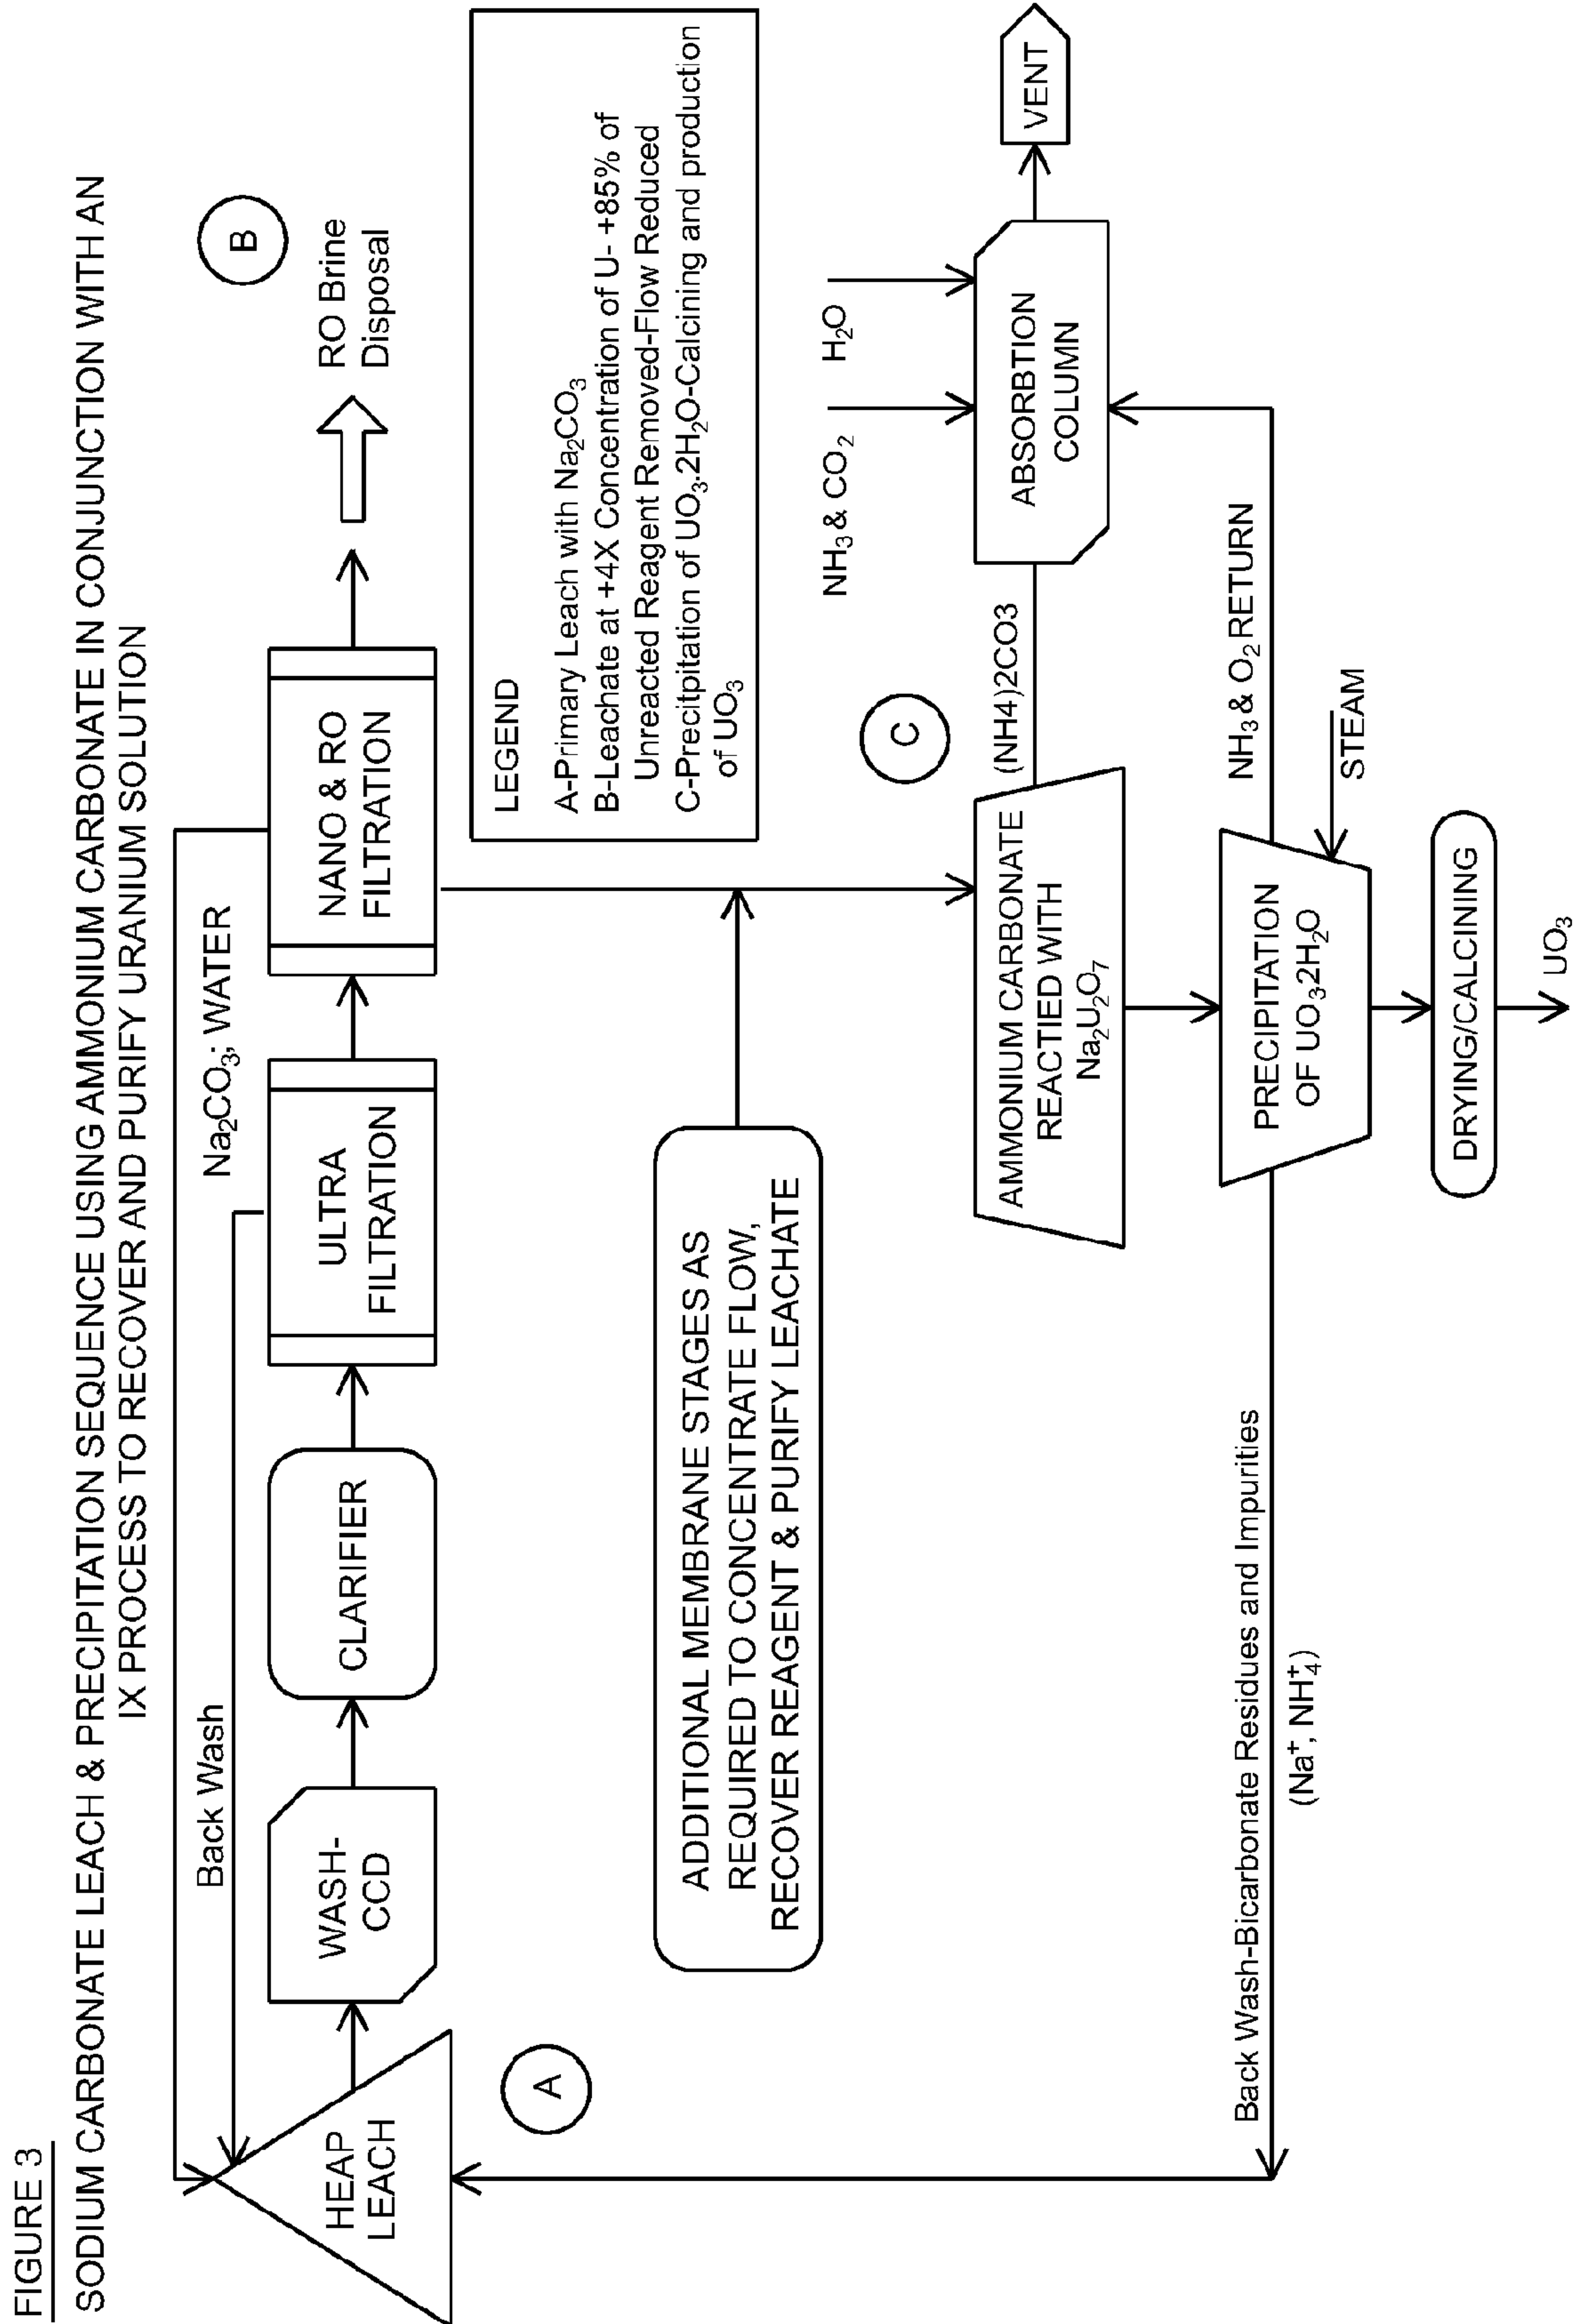 FIGURE 3
SODIUM CARBONATE LEACH & PRECIPITATION SEQUENCE USING AMMONIUM CARBONATE IN CONJUNCTION WITH AN
IX PROCESS TO RECOVER AND PURIFY URANIUM SOLUTION
Back Wash
Na₂CO₃; WATER
HEAP
LEACH
WASH-
CCD
CLARIFIER
ULTRA
FILTRATION
NANO & RO
FILTRATION
RO Brine
Disposal
B
A
LEGEND
A-Primary Leach with Na₂CO₃
B-Leachate at +4X Concentration of U- +85% of
Unreacted Reagent Removed-Flow Reduced
C-Precitpitation of UO₃.2H₂O-Calcining and production
of UO₃
ADDITIONAL MEMBRANE STAGES AS
REQUIRED TO CONCENTRATE FLOW,
RECOVER REAGENT & PURIFY LEACHATE
C
NH₃ & CO₂
H₂O
AMMONIUM CARBONATE
REACTIED WITH
Na₂U₂O₇
(NH4)2CO3
ABSORBTION
COLUMN
VENT
Back Wash-Bicarbonate Residues and Impurities
(Na⁺, NH₄⁺)
PRECIPITATION
OF UO₃.2H₂O
NH₃ & O₂ RETURN
STEAM
DRYING/CALCINING
UO₃